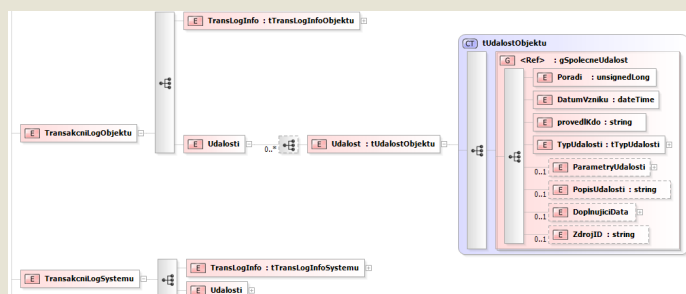 E TransLogInfo : tTransLogInfoObjektu
CT tUdalostObjektu
G <Ref> : gSpolecneUdalost
E Poradi : unsignedLong
E DatumVzniku : dateTime
E provedlKdo : string
E TransakcniLogObjektu
E Udalosti
0..*
E Udalost : tUdalostObjektu
E TypUdalosti : tTypUdalosti
E ParametryUdalosti
0..1
E PopisUdalosti : string
0..1
E DoplnujiciData
0..1
E ZdrojID : string
0..1
E TransakcniLogSystemu
E TransLogInfo : tTransLogInfoSystemu
E Udalosti